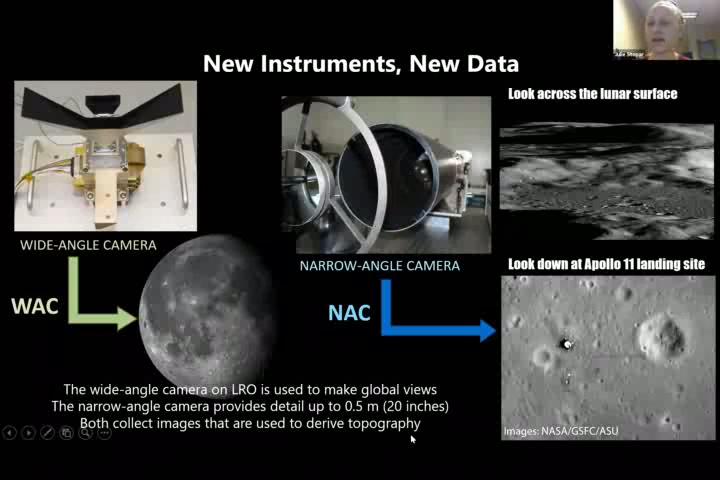 Julie Stopar
New Instruments, New Data
Look across the lunar surface
WIDE-ANGLE CAMERA
NARROW-ANGLE CAMERA
Look down at Apollo 11 landing site
WAC
NAC
The wide-angle camera on LRO is used to make global views
The narrow-angle camera provides detail up to 0.5 m (20 inches)
Both collect images that are used to derive topography
Images: NASA/GSFC/ASU